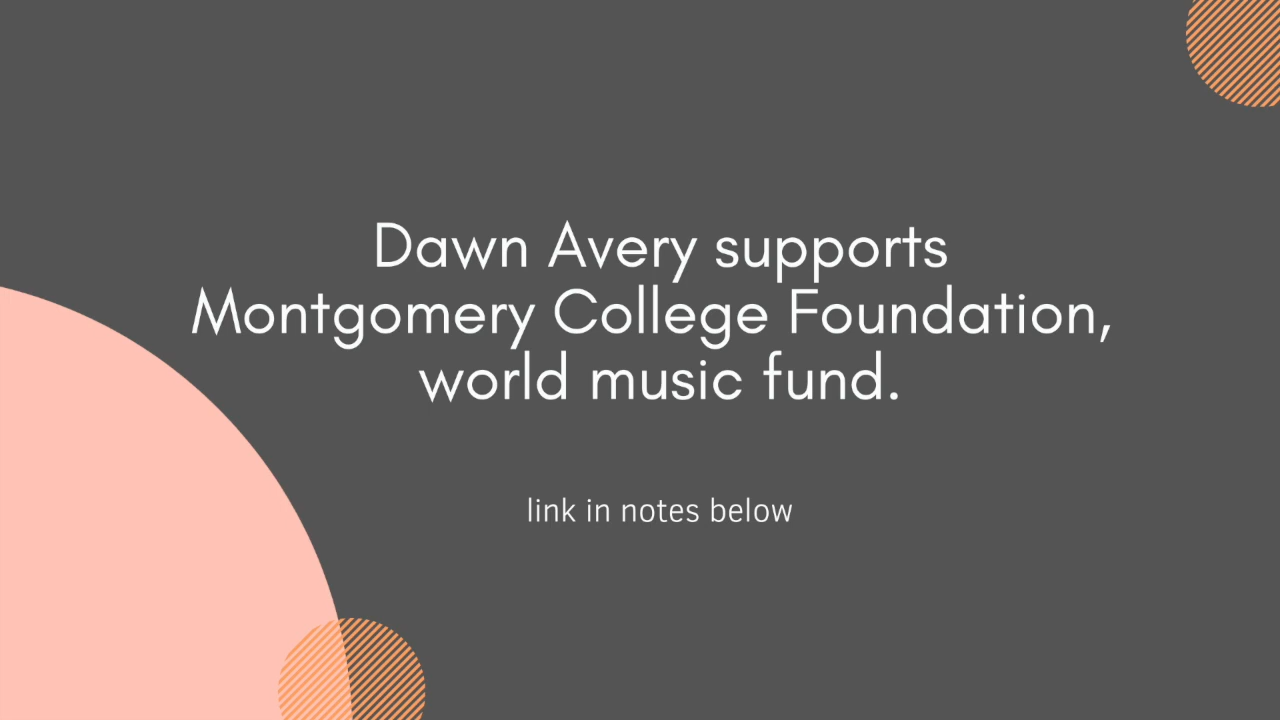 Dawn Avery supports
Montgomery College Foundation,
world music fund.
link in notes below